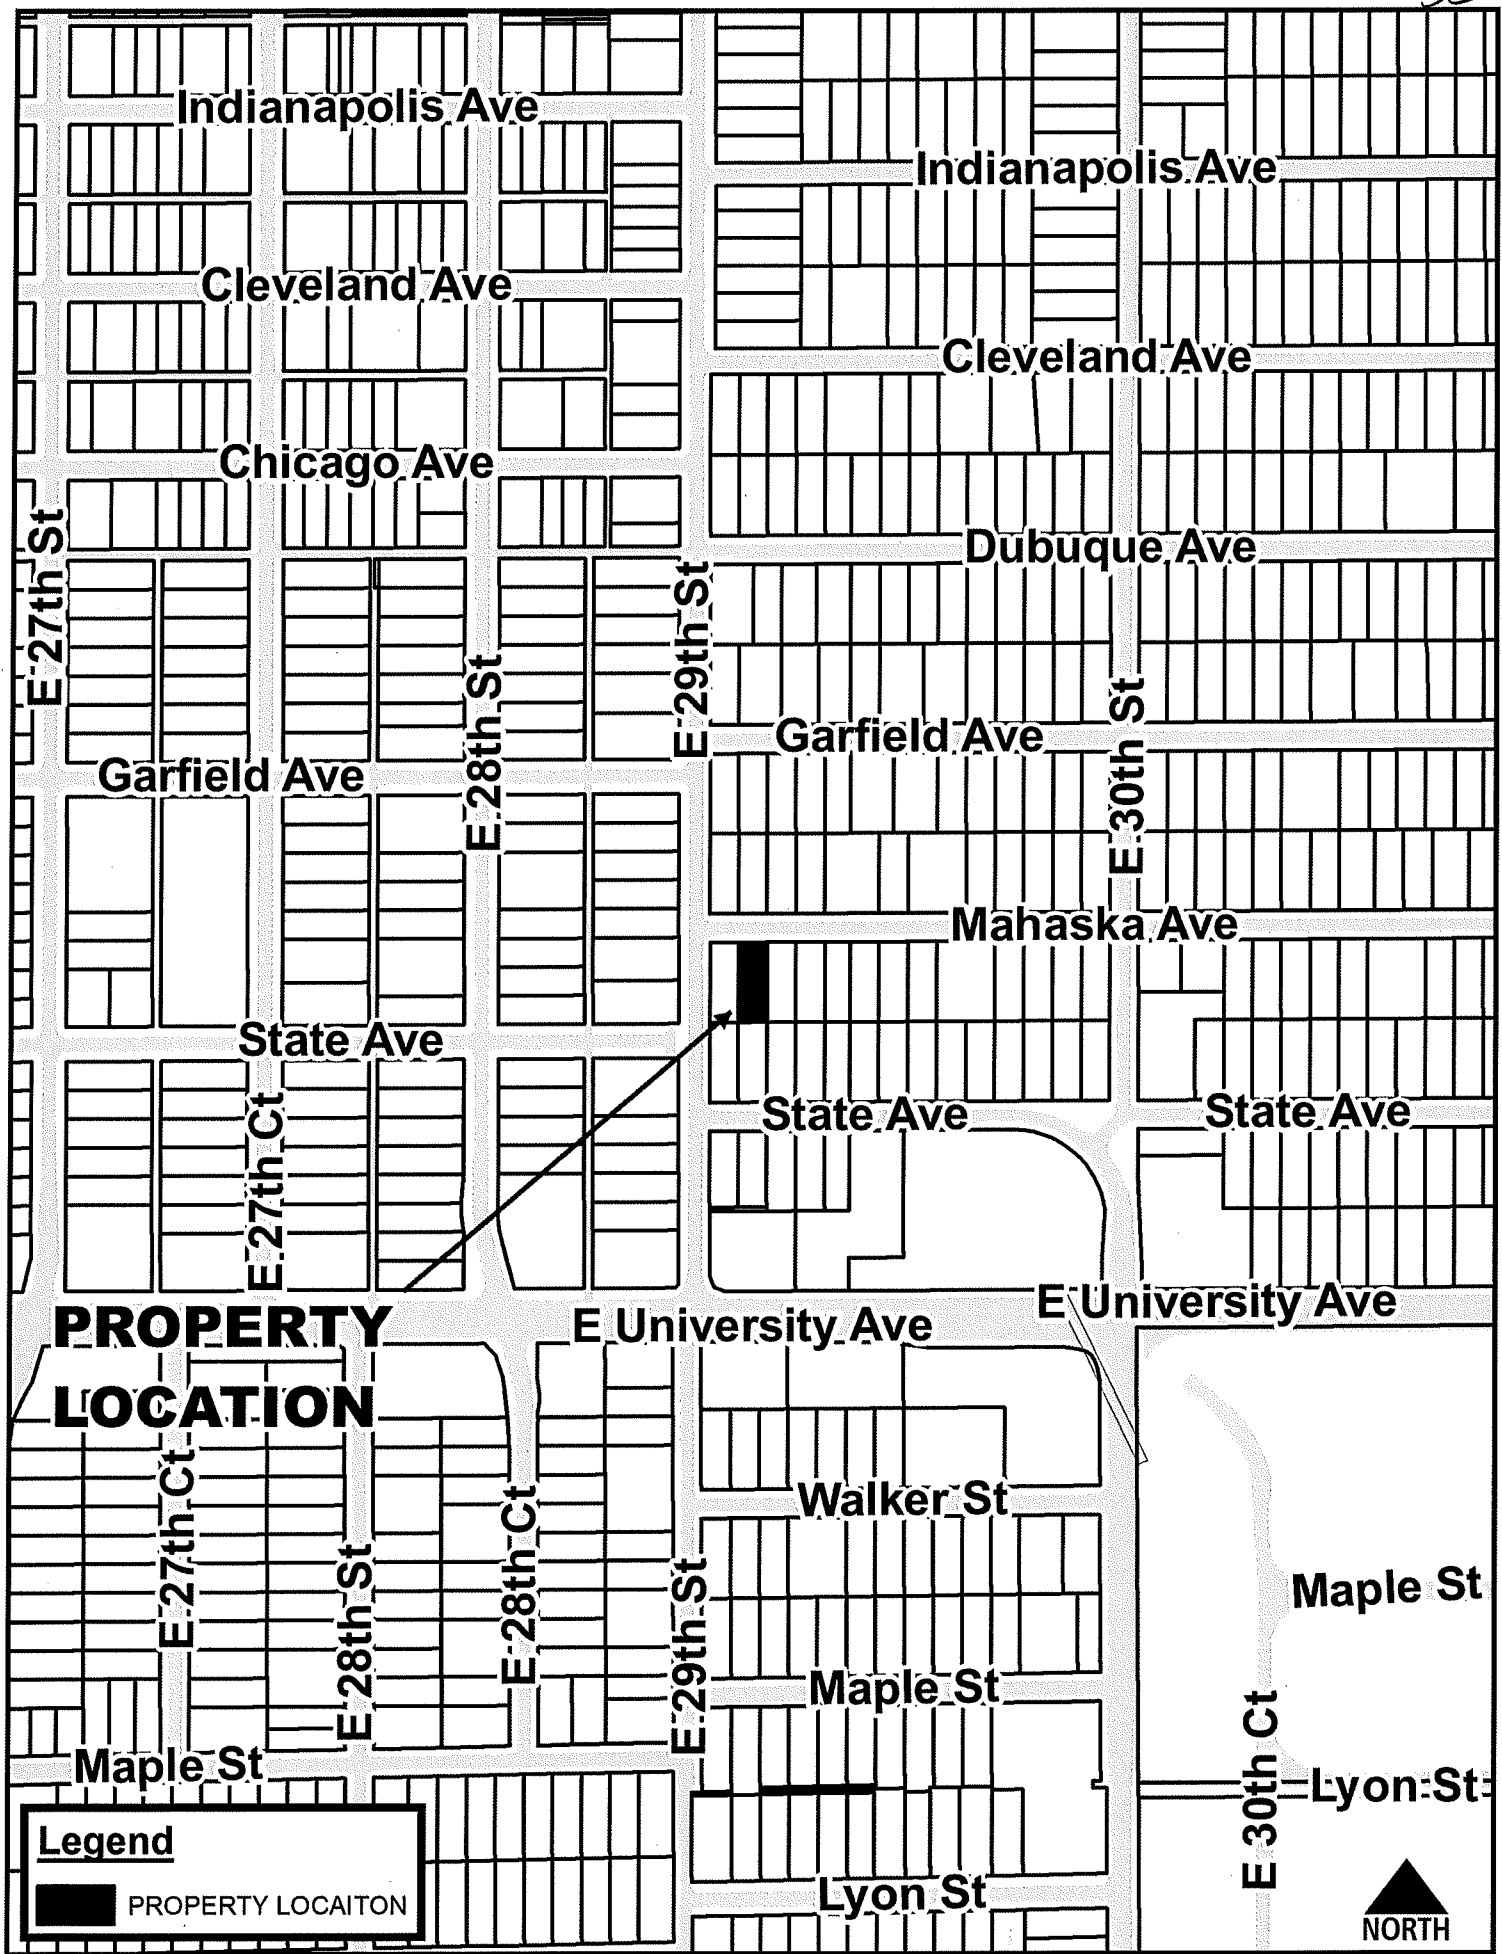 Indianapolis Ave
Indianapolis Ave
Cleveland Ave
Cleveland Ave
Chicago Ave
E 27th St
Dubuque Ave
E 29th St
E 28th St
E 30th St
Garfield Ave
Garfield Ave
Mahaska Ave
State Ave
E 27th Ct
State Ave
State Ave
PROPERTY
LOCATION
E University Ave
E University Ave
E 27th Ct
E 28th St
E 28th Ct
E 29th St
Walker St
Maple St
Maple St
Maple St
E 30th Ct
Lyon St
Lyon St
Legend
PROPERTY LOCAITON
NORTH